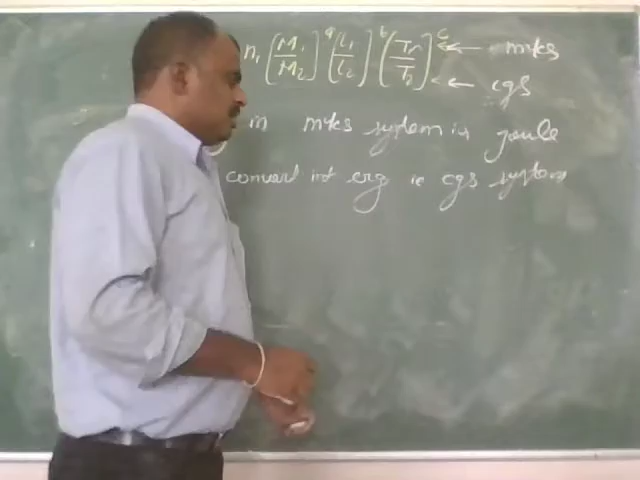 n₁ [M₁/M₂]ᵃ [L₁/L₂]ᵇ [T₁/T₂]ᶜ ← mks
← cgs
in mks system is joule
convert int erg in cgs system